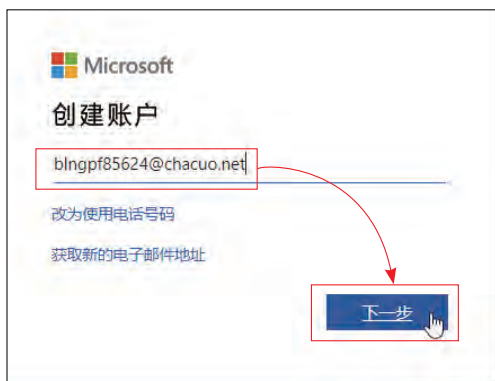 Microsoft
创建账户
blngpf85624@chacuo.net
改为使用电话号码
获取新的电子邮件地址
下一步